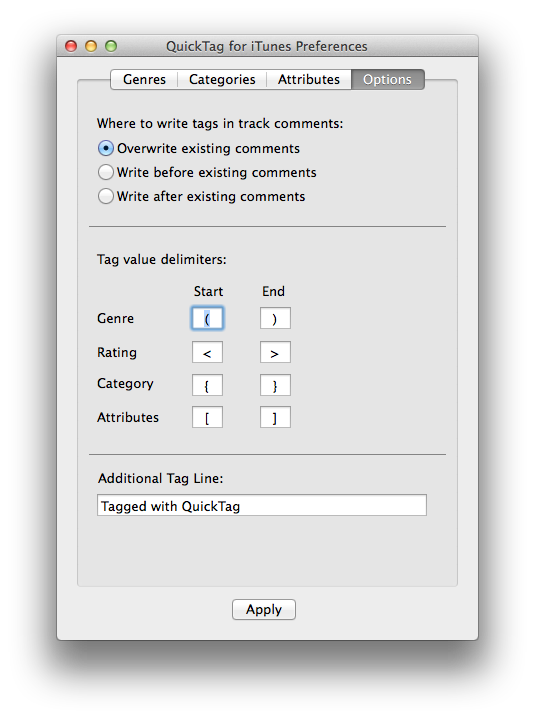 QuickTag for iTunes Preferences
Genres Categories Attributes Options
Where to write tags in track comments:
Overwrite existing comments
Write before existing comments
Write after existing comments
Tag value delimiters:
Start End
Genre ( )
Rating < >
Category { }
Attributes [ ]
Additional Tag Line:
Tagged with QuickTag
Apply